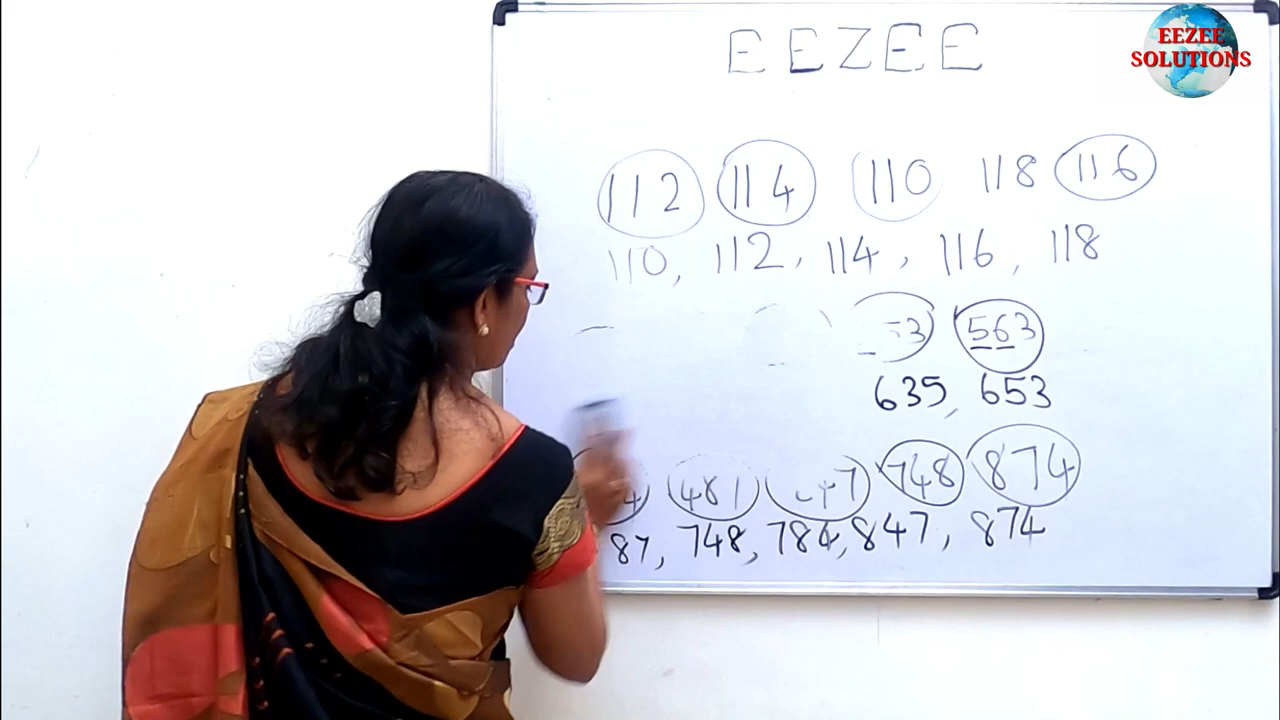 EEZEE
EEZEE
SOLUTIONS
112 114 110 118 116
110, 112, 114, 116, 118
563
635, 653
481 748 874
87, 748, 784, 847, 874